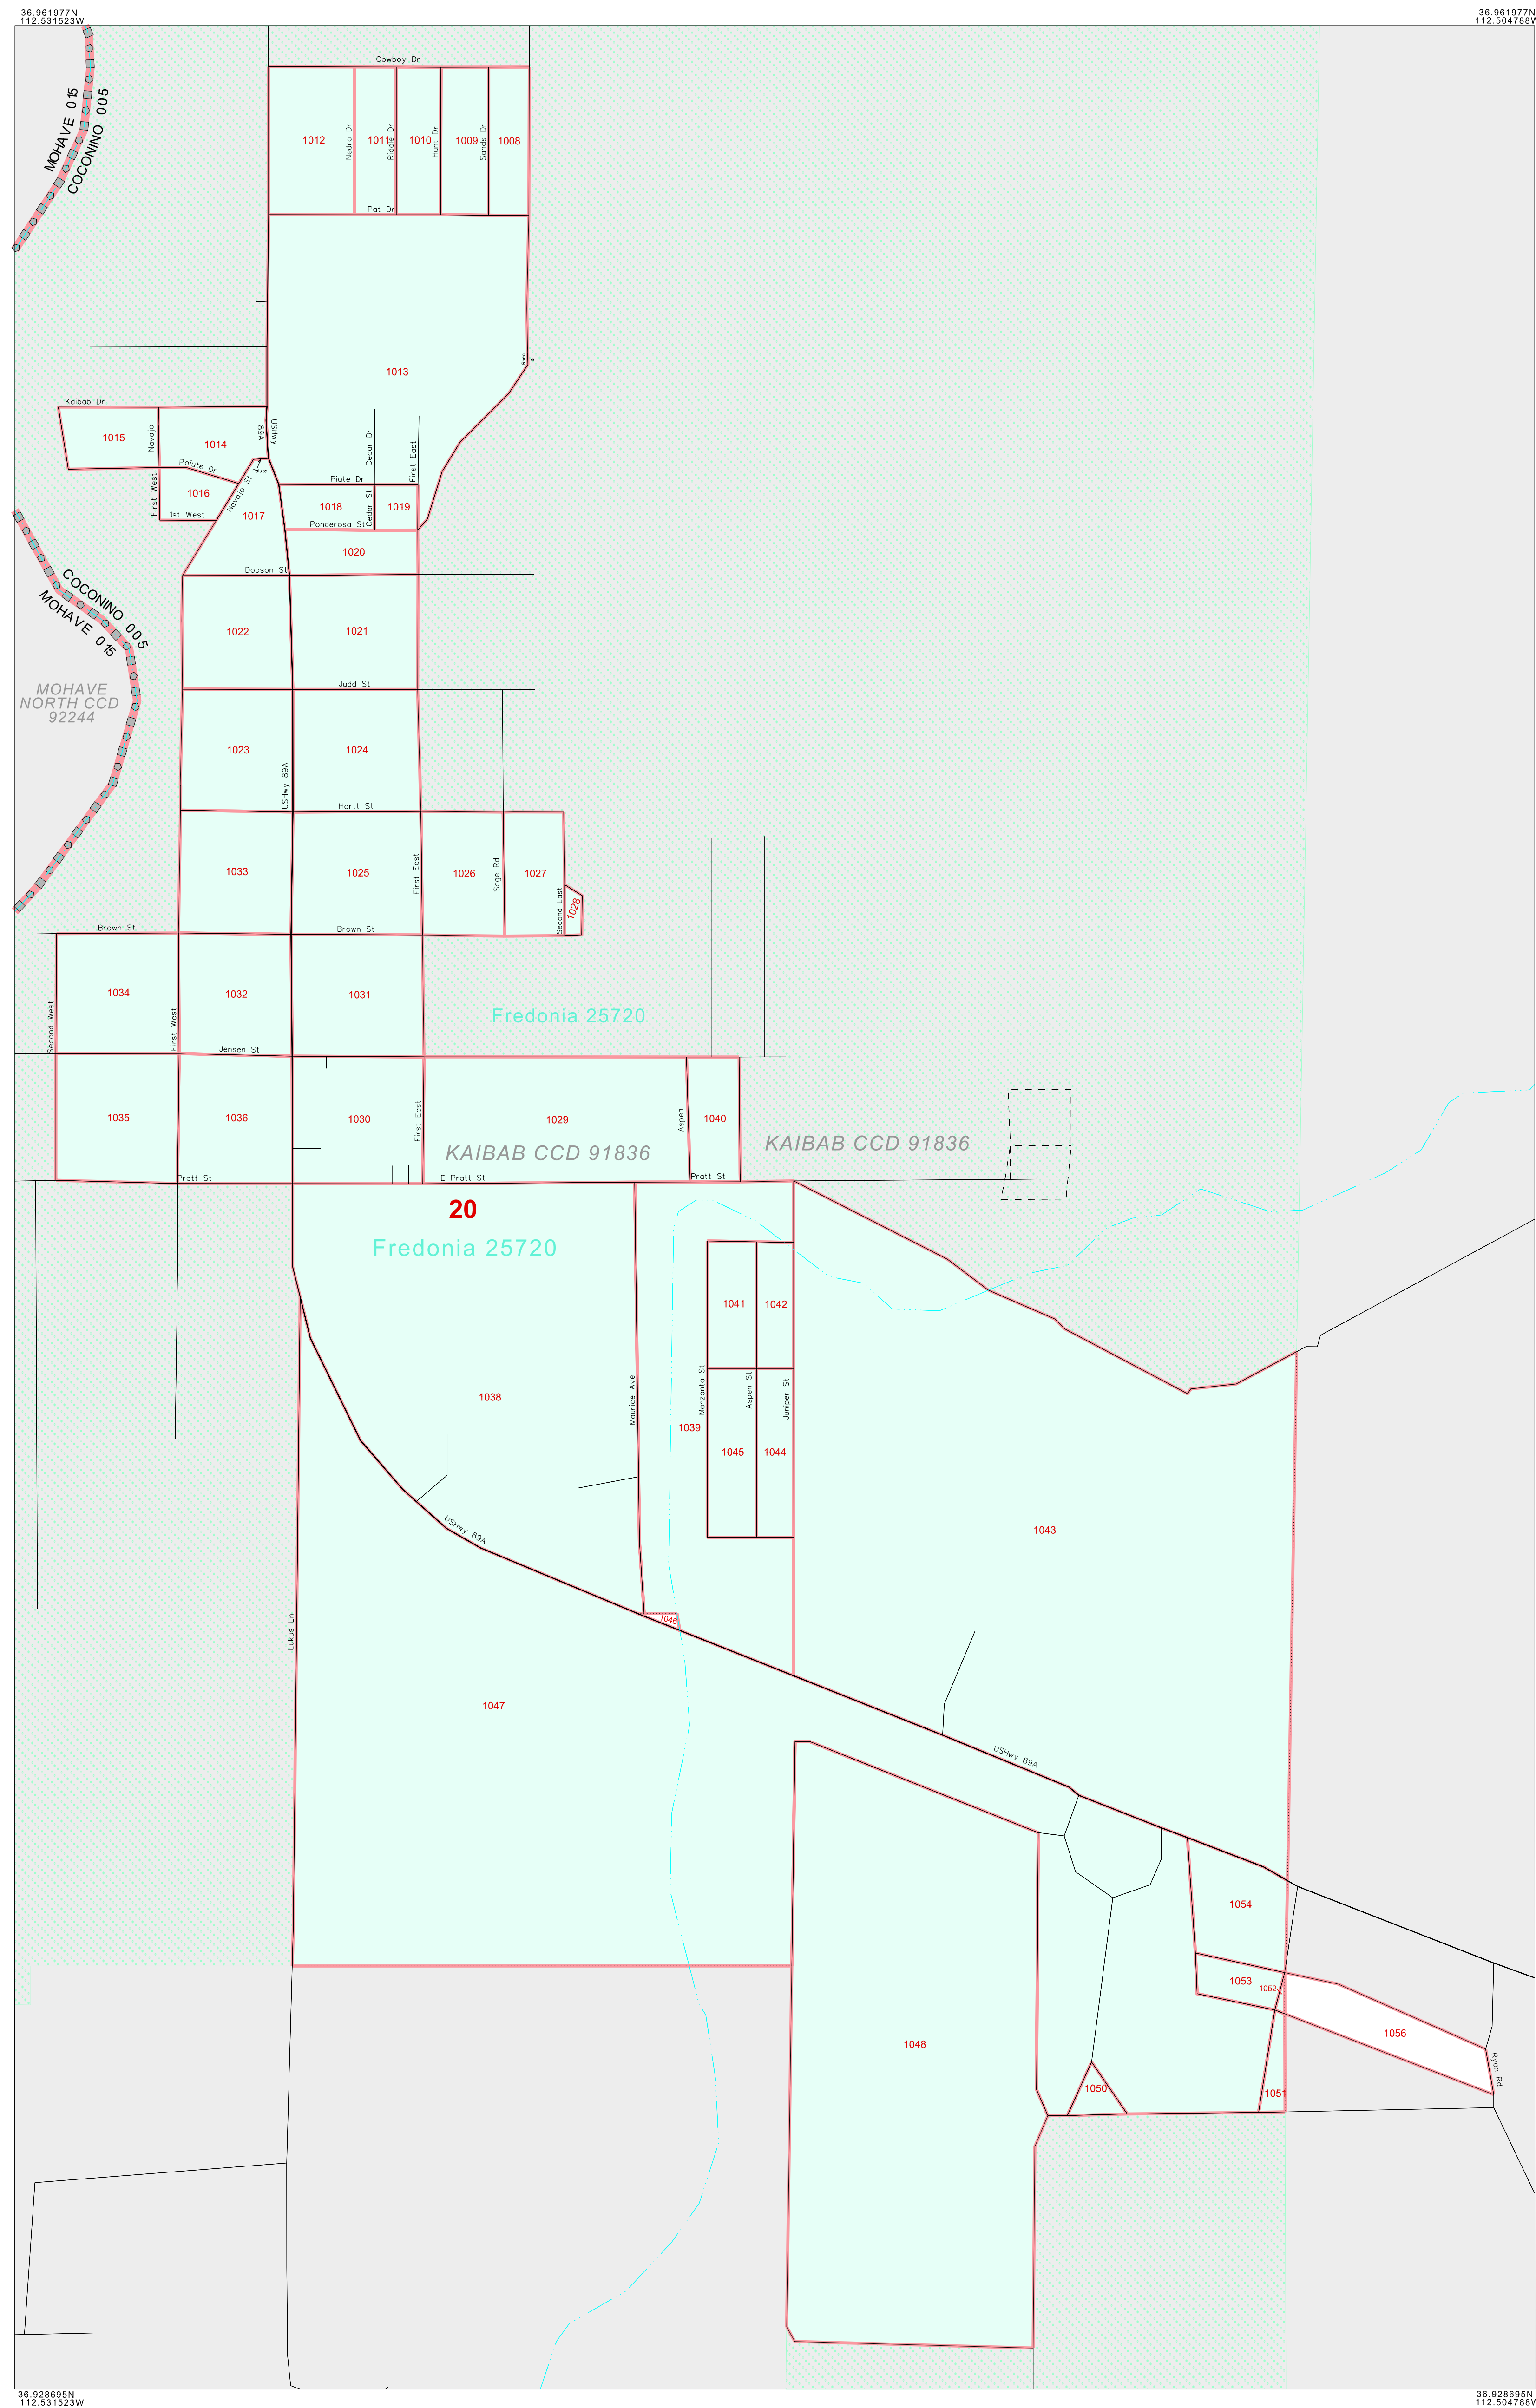 36.961977N
112.531523W
36.961977N
112.504788W
Cowboy Dr
MOHAVE 015
COCONINO 005
1012
Nedra Dr
1011
Riddle Dr
1010
Hunt Dr
1009
Sands Dr
1008
Pat Dr
1013
Kaibab Dr
1015
Navajo
1014
USHwy
89A
Paiute Dr
Paiute
Cedar Dr
First East
Piute Dr
First West
1016
1st West
Navajo St
1017
1018
Cedar St
1019
Ponderosa St
1020
Dobson St
COCONINO 005
MOHAVE 015
1022
1021
Judd St
MOHAVE
NORTH CCD
92244
1023
1024
USHwy 89A
Hortt St
1033
1025
First East
1026
Sage Rd
1027
Second East
1028
Brown St
Brown St
1034
1032
1031
Second West
First West
Fredonia 25720
Jensen St
1035
1036
1030
First East
1029
Aspen
1040
KAIBAB CCD 91836
KAIBAB CCD 91836
Pratt St
E Pratt St
Pratt St
20
Fredonia 25720
1041
1042
1038
Maurice Ave
Manzanta St
Aspen St
Juniper St
1039
1045
1044
1043
USHwy 89A
1046
Lukus Ln
1047
USHwy 89A
1054
1053
1052
1048
1056
Ryan Rd
1050
1051
36.928695N
112.531523W
36.928695N
112.504788W